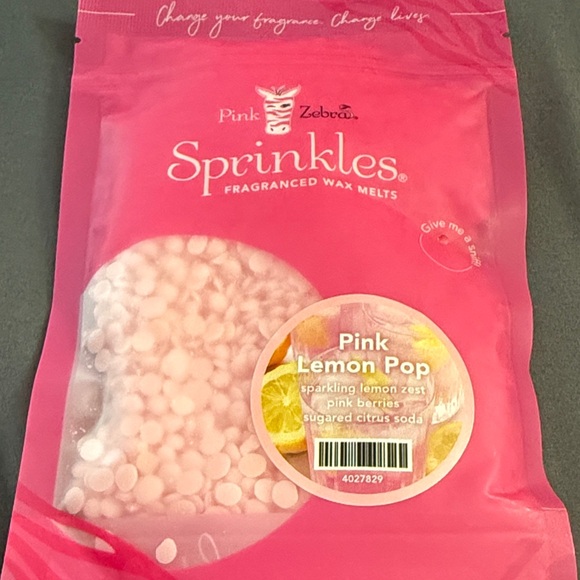 Change your fragrance. Change lives.
Pink Zebra™
Sprinkles®
FRAGRANCED WAX MELTS
Give me a sniff
Pink
Lemon Pop
sparkling lemon zest
pink berries
sugared citrus soda
4027829